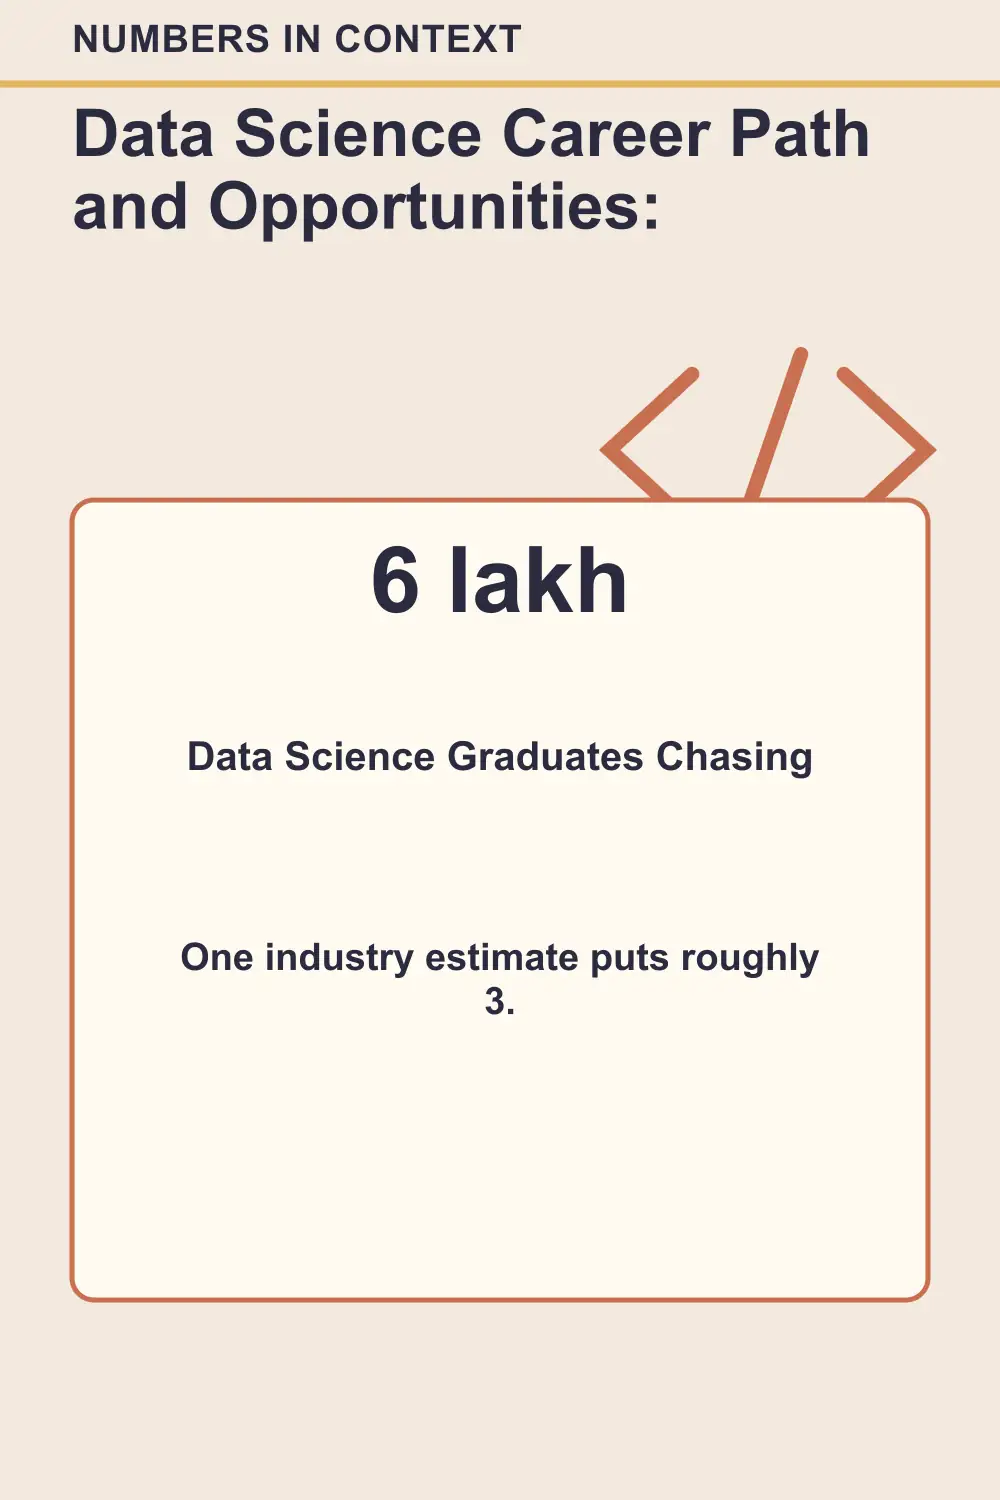 NUMBERS IN CONTEXT
Data Science Career Path
and Opportunities:
6 lakh
Data Science Graduates Chasing
One industry estimate puts roughly
3.